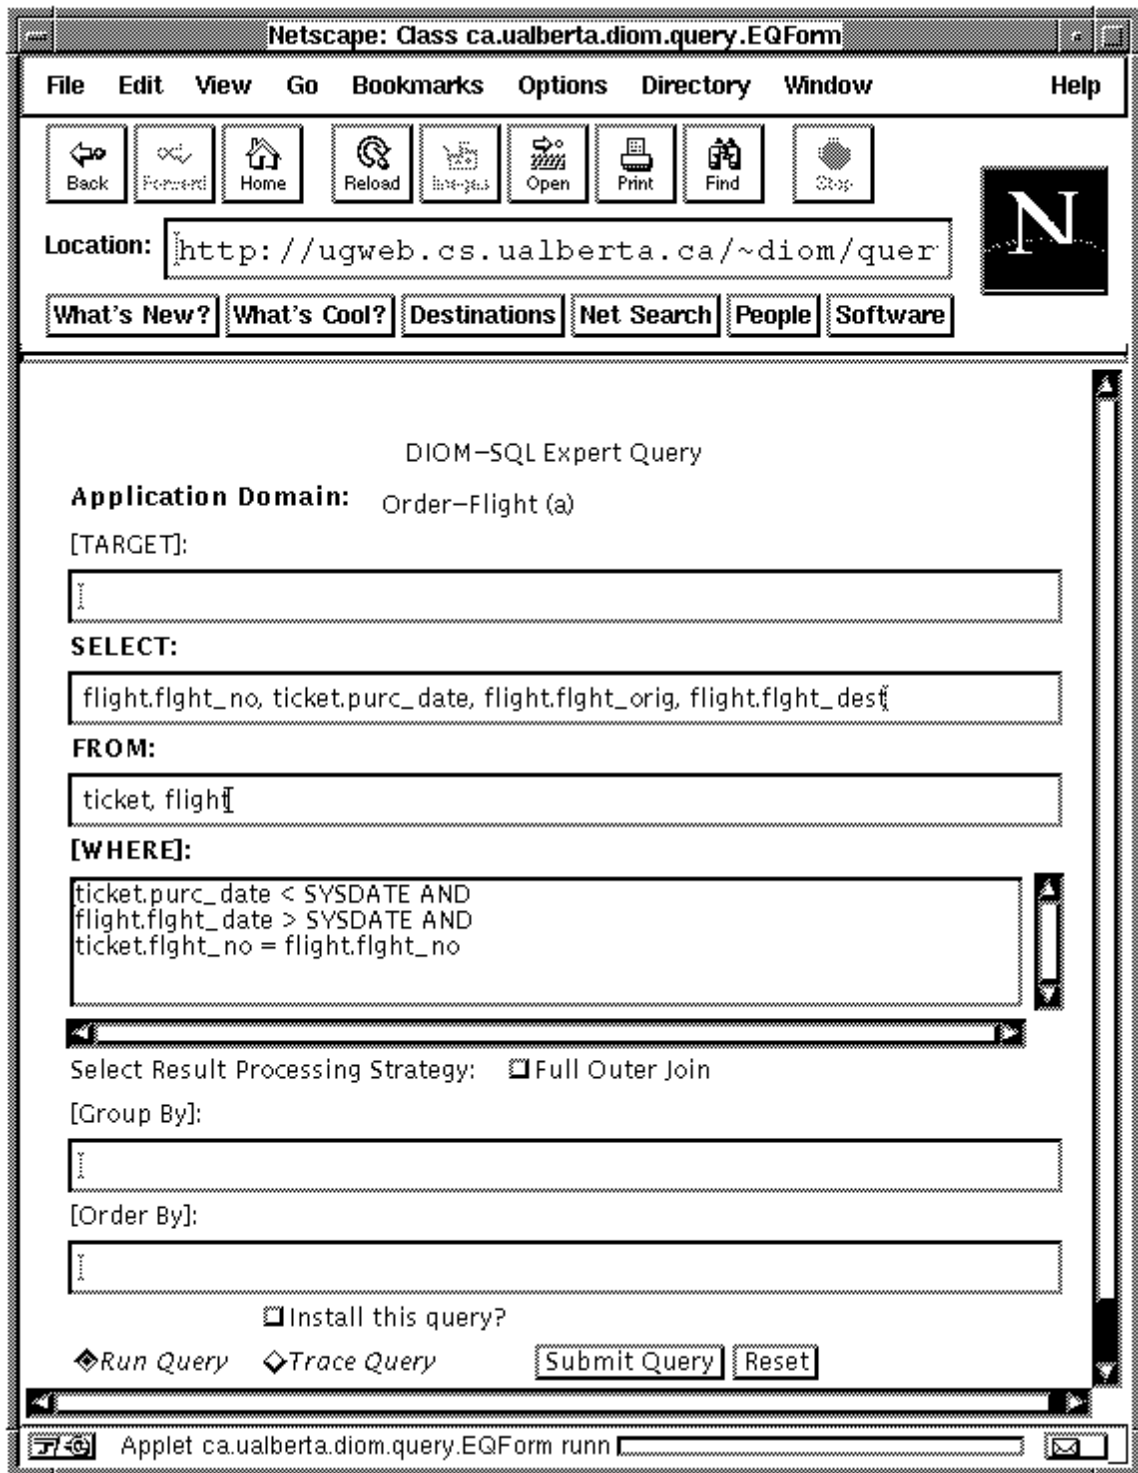 Netscape: Class ca.ualberta.diom.query.EQForm
File Edit View Go Bookmarks Options Directory Window Help
Back Forward Home Reload Images Open Print Find Stop
N
Location: http://ugweb.cs.ualberta.ca/~diom/quer
What's New? What's Cool? Destinations Net Search People Software
DIOM-SQL Expert Query
Application Domain: Order-Flight (a)
[TARGET]:
SELECT:
flight.flght_no, ticket.purc_date, flight.flght_orig, flight.flght_dest
FROM:
ticket, flight
[WHERE]:
ticket.purc_date < SYSDATE AND
flight.flght_date > SYSDATE AND
ticket.flght_no = flight.flght_no
Select Result Processing Strategy: Full Outer Join
[Group By]:
[Order By]:
Install this query?
Run Query Trace Query Submit Query Reset
Applet ca.ualberta.diom.query.EQForm runn